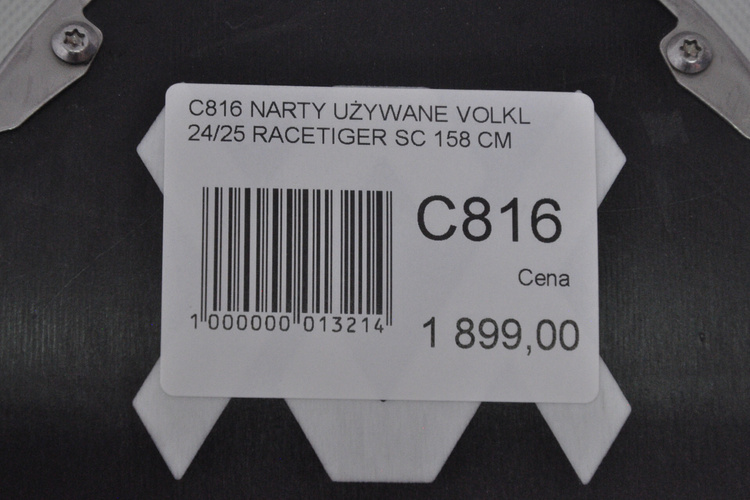 C816 NARTY UŻYWANE VOLKL
24/25 RACETIGER SC 158 CM
C816
Cena
1 899,00
1 000000 013214